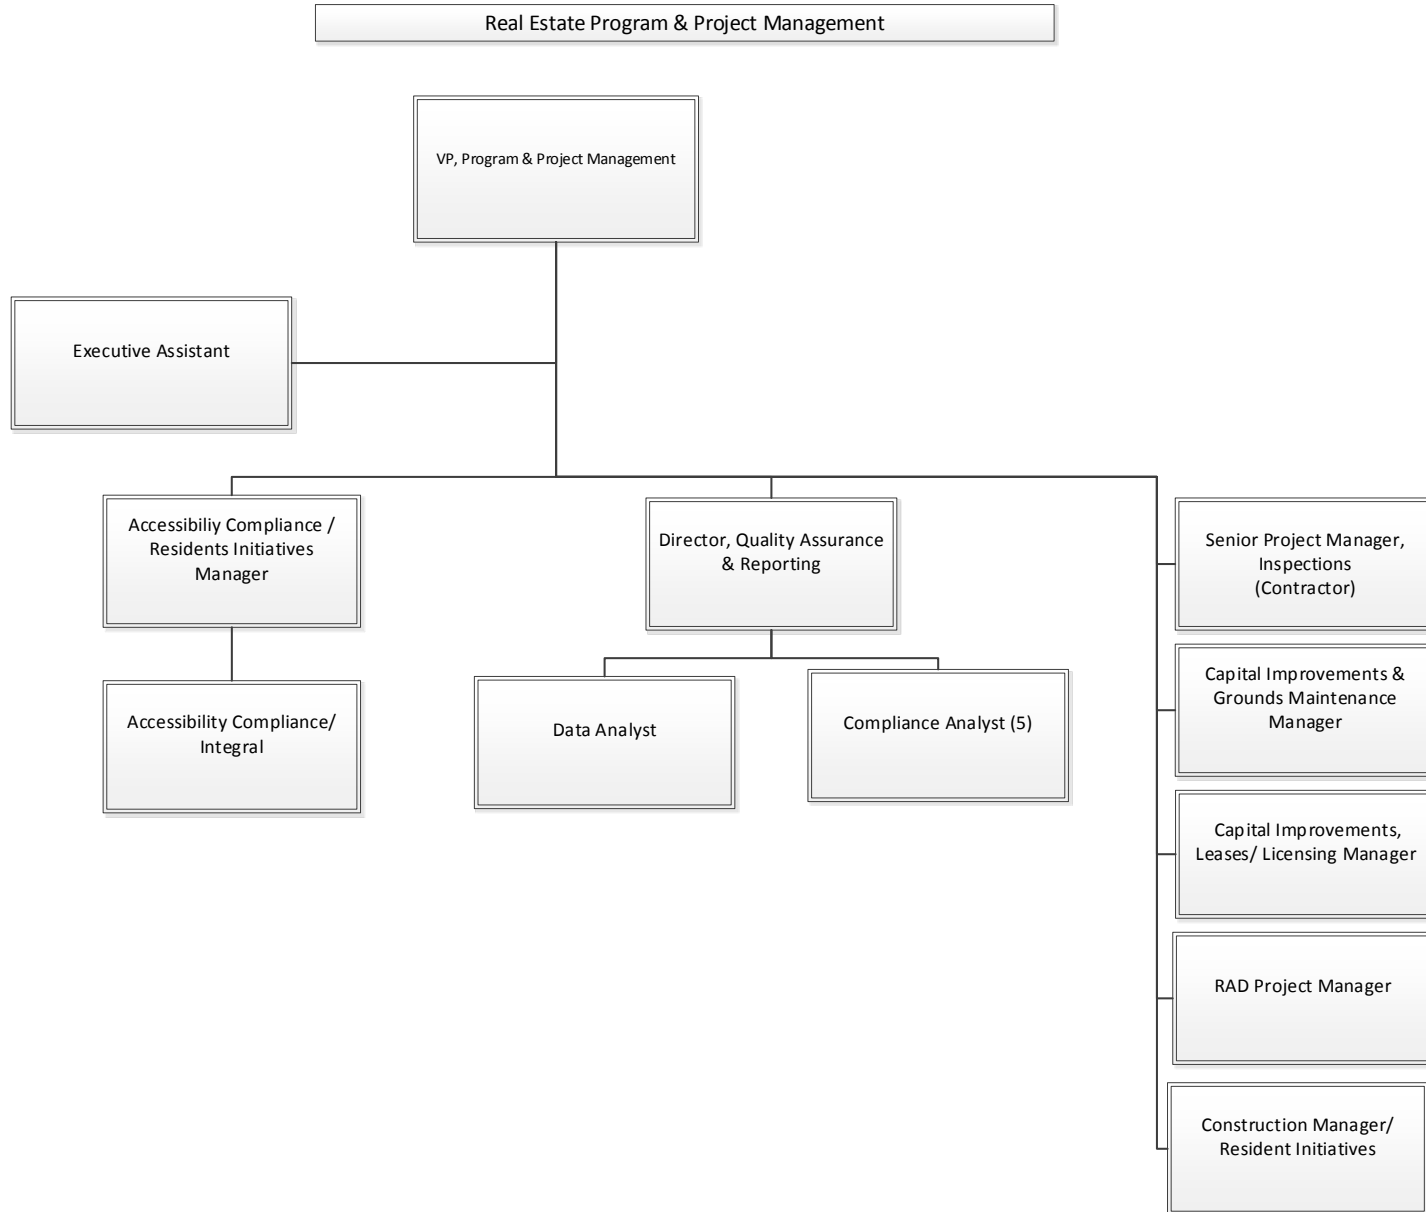 Real Estate Program & Project Management
VP, Program & Project Management
Executive Assistant
Accessibiliy Compliance /
Residents Initiatives
Manager
Director, Quality Assurance
& Reporting
Senior Project Manager,
Inspections
(Contractor)
Accessibility Compliance/
Integral
Data Analyst
Compliance Analyst (5)
Capital Improvements &
Grounds Maintenance
Manager
Capital Improvements,
Leases/ Licensing Manager
RAD Project Manager
Construction Manager/
Resident Initiatives